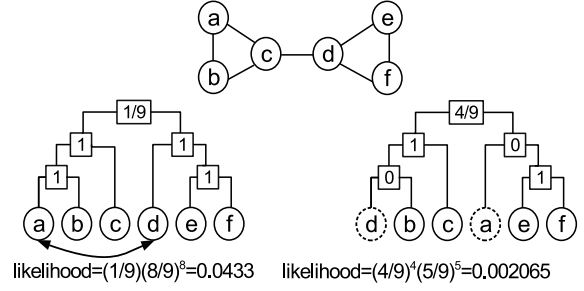 a e
c d
b f
1/9 4/9
1 1 1 0
1 1 0 1
a b c d e f d b c a e f
likelihood=(1/9)(8/9)⁸=0.0433 likelihood=(4/9)⁴(5/9)⁵=0.002065